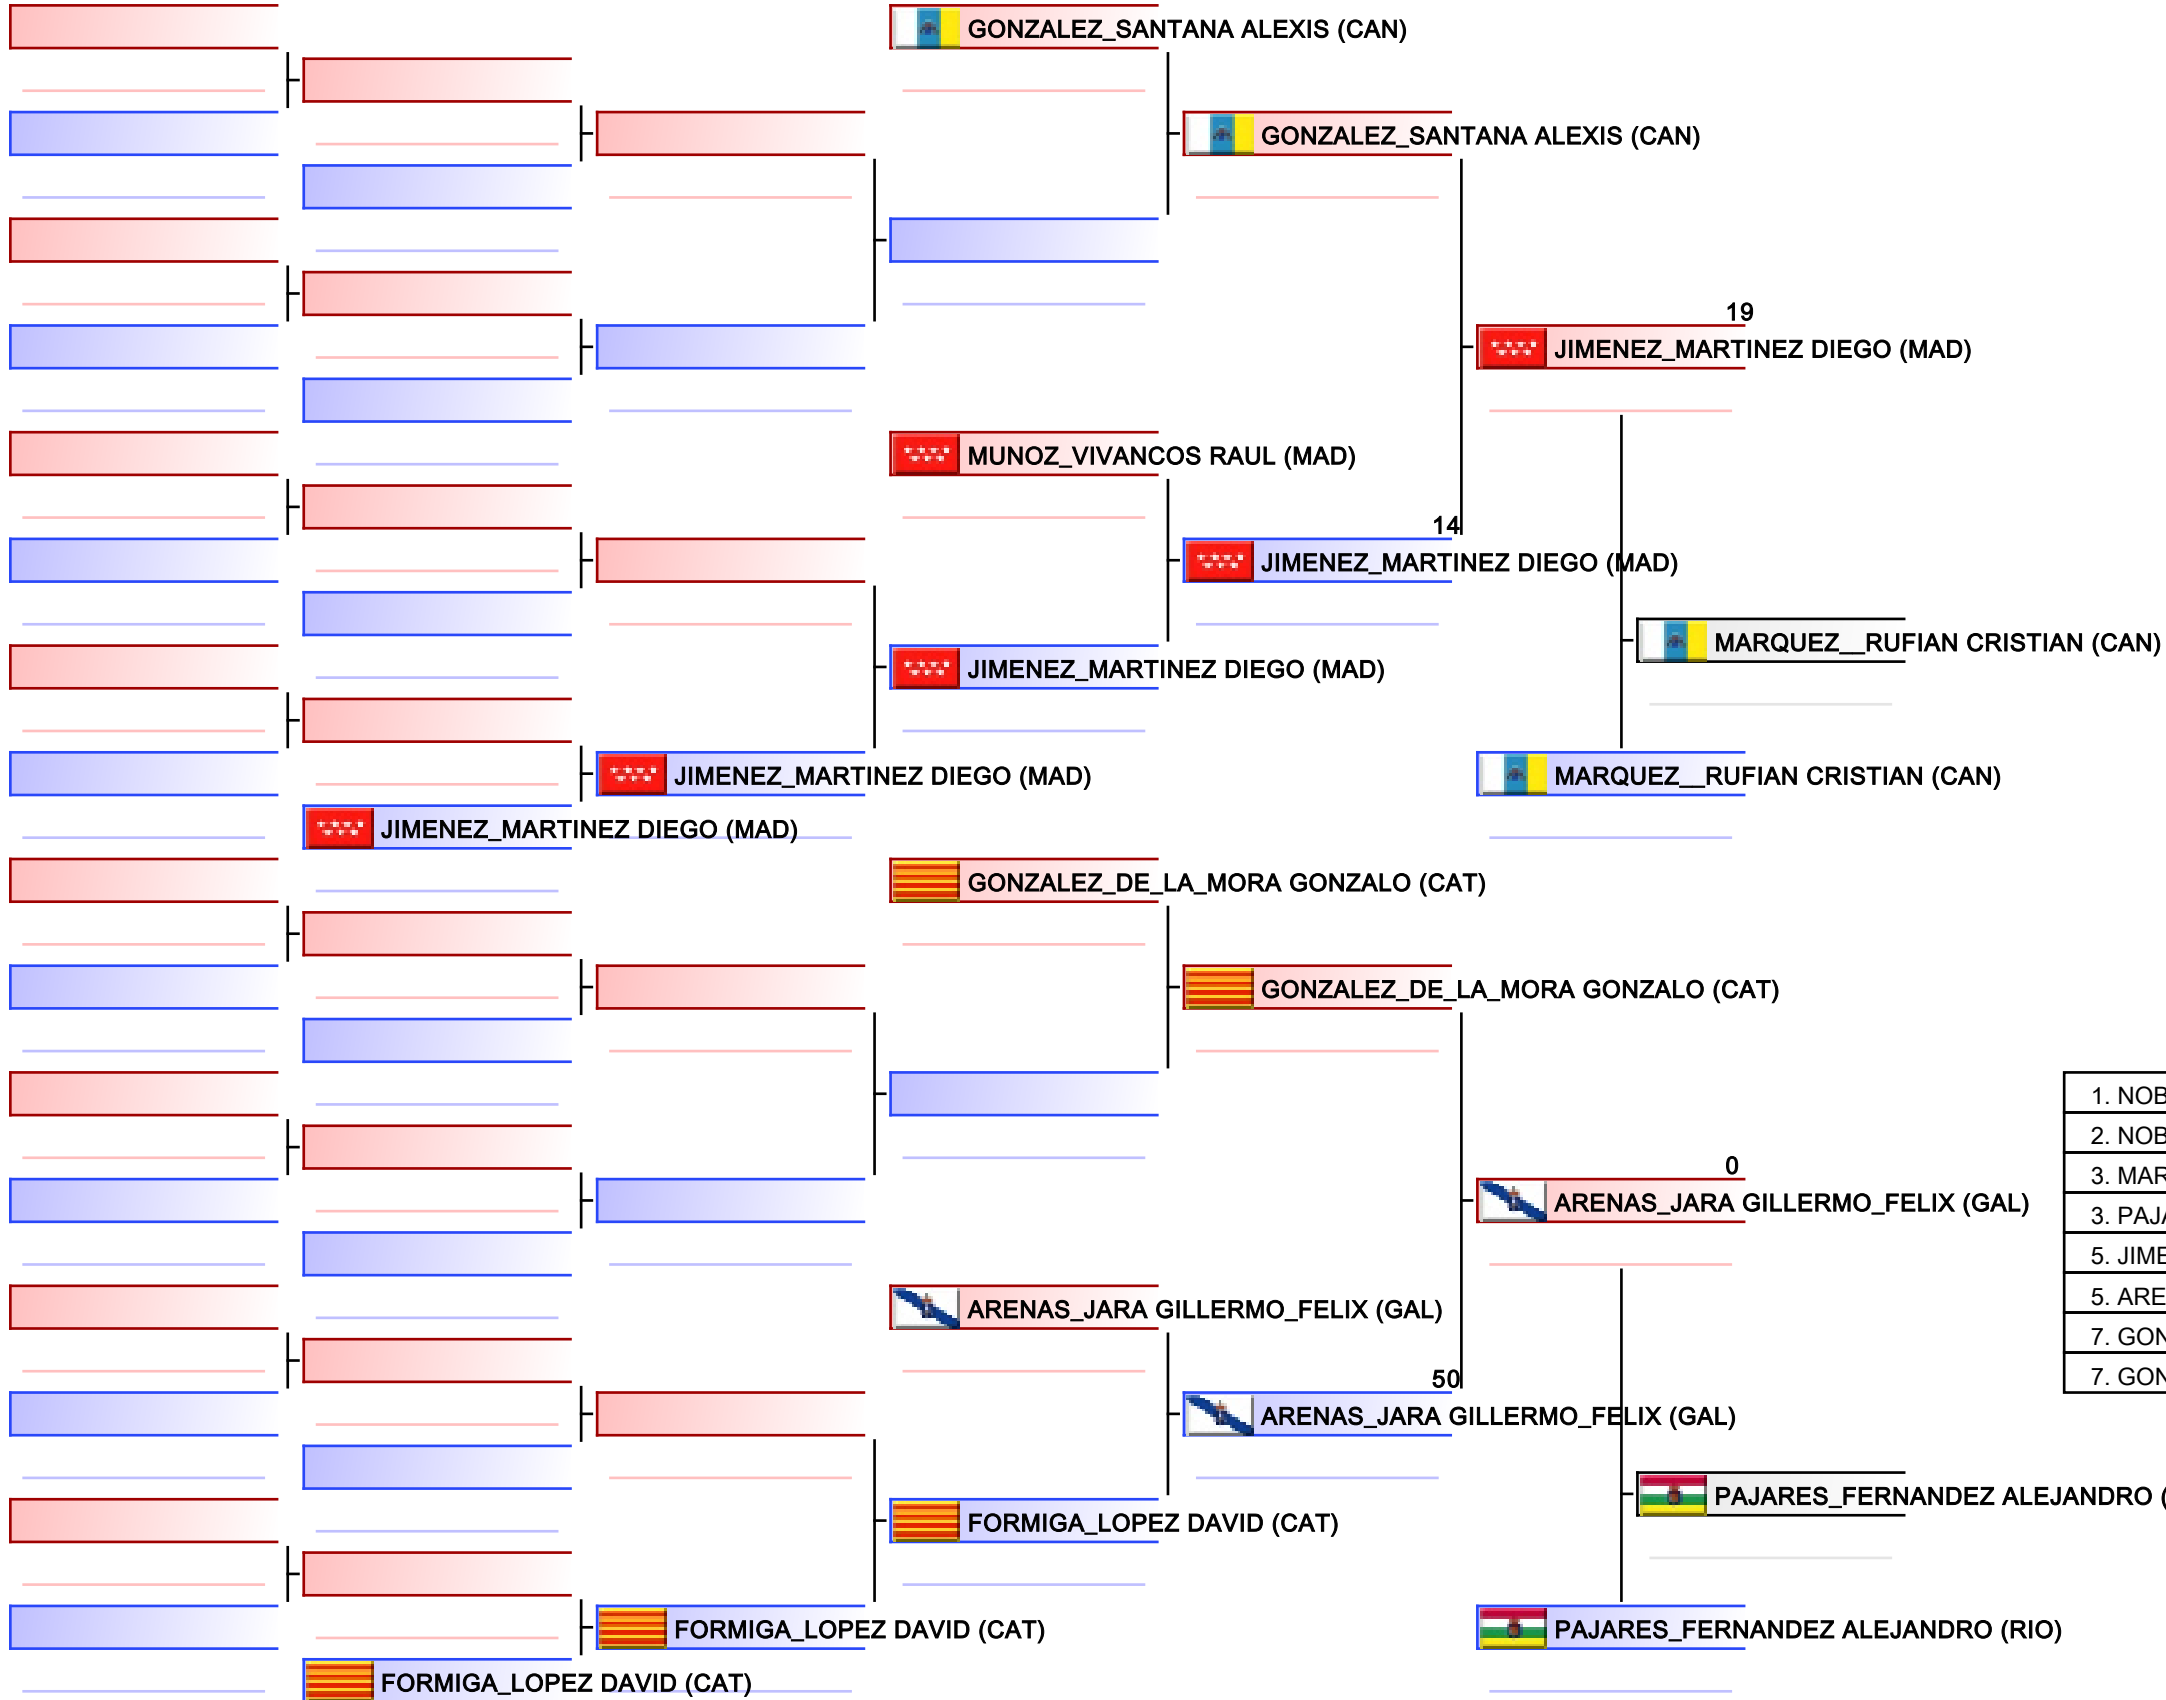 GONZALEZ_SANTANA ALEXIS (CAN)
GONZALEZ_SANTANA ALEXIS (CAN)
19
JIMENEZ_MARTINEZ DIEGO (MAD)
MUNOZ_VIVANCOS RAUL (MAD)
14
JIMENEZ_MARTINEZ DIEGO (MAD)
MARQUEZ__RUFIAN CRISTIAN (CAN)
JIMENEZ_MARTINEZ DIEGO (MAD)
JIMENEZ_MARTINEZ DIEGO (MAD)
MARQUEZ__RUFIAN CRISTIAN (CAN)
JIMENEZ_MARTINEZ DIEGO (MAD)
GONZALEZ_DE_LA_MORA GONZALO (CAT)
GONZALEZ_DE_LA_MORA GONZALO (CAT)
1. NOB
2. NOB
3. MAR
0
ARENAS_JARA GILLERMO_FELIX (GAL)
3. PAJA
5. JIME
5. ARE
ARENAS_JARA GILLERMO_FELIX (GAL)
7. GON
50
7. GON
ARENAS_JARA GILLERMO_FELIX (GAL)
PAJARES_FERNANDEZ ALEJANDRO (
FORMIGA_LOPEZ DAVID (CAT)
FORMIGA_LOPEZ DAVID (CAT)
PAJARES_FERNANDEZ ALEJANDRO (RIO)
FORMIGA_LOPEZ DAVID (CAT)